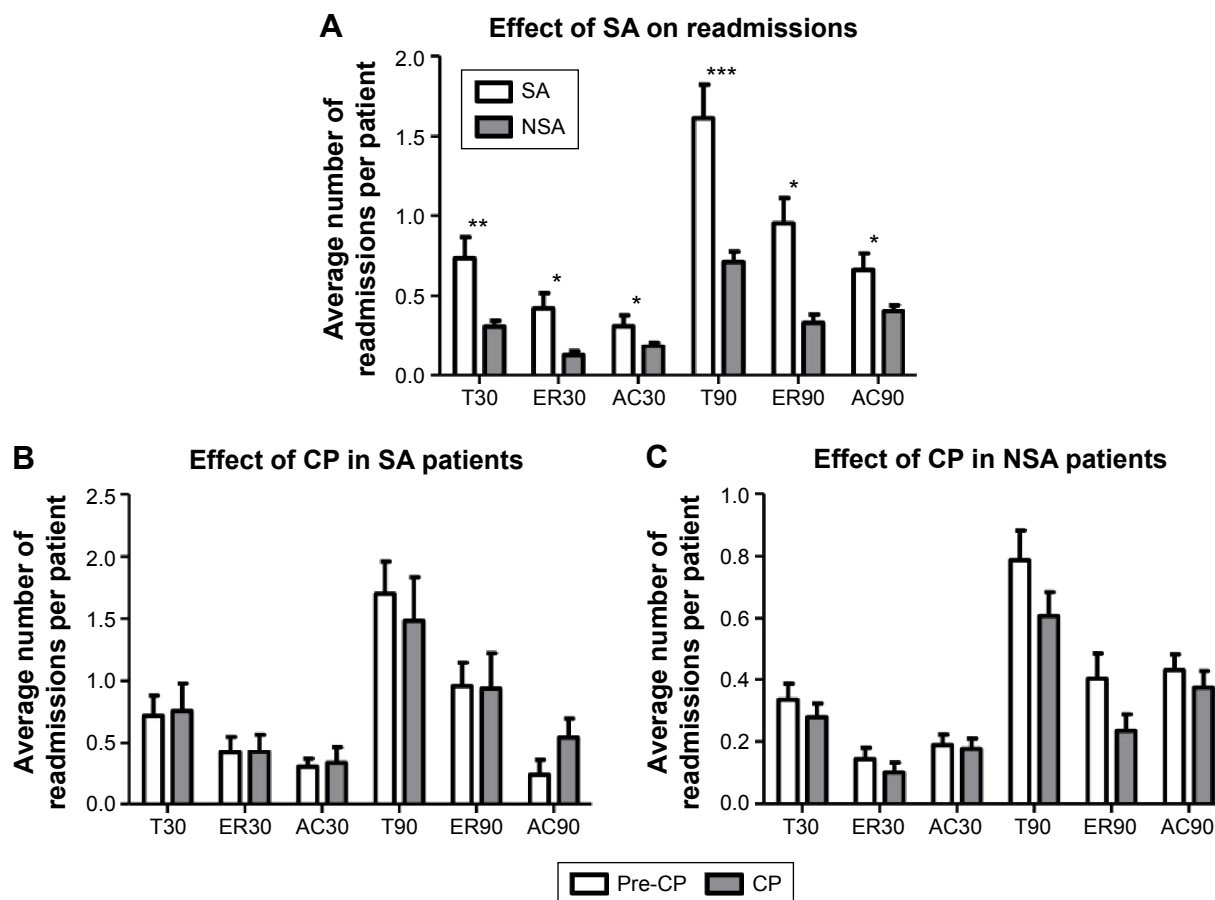 A
Effect of SA on readmissions
Average number of
readmissions per patient
2.0
1.5
1.0
0.5
0.0
SA
NSA
**
*
*
***
*
*
T30 ER30 AC30 T90 ER90 AC90
B
Effect of CP in SA patients
Average number of
readmissions per patient
2.5
2.0
1.5
1.0
0.5
0.0
T30 ER30 AC30 T90 ER90 AC90
C
Effect of CP in NSA patients
Average number of
readmissions per patient
1.0
0.8
0.6
0.4
0.2
0.0
T30 ER30 AC30 T90 ER90 AC90
Pre-CP CP